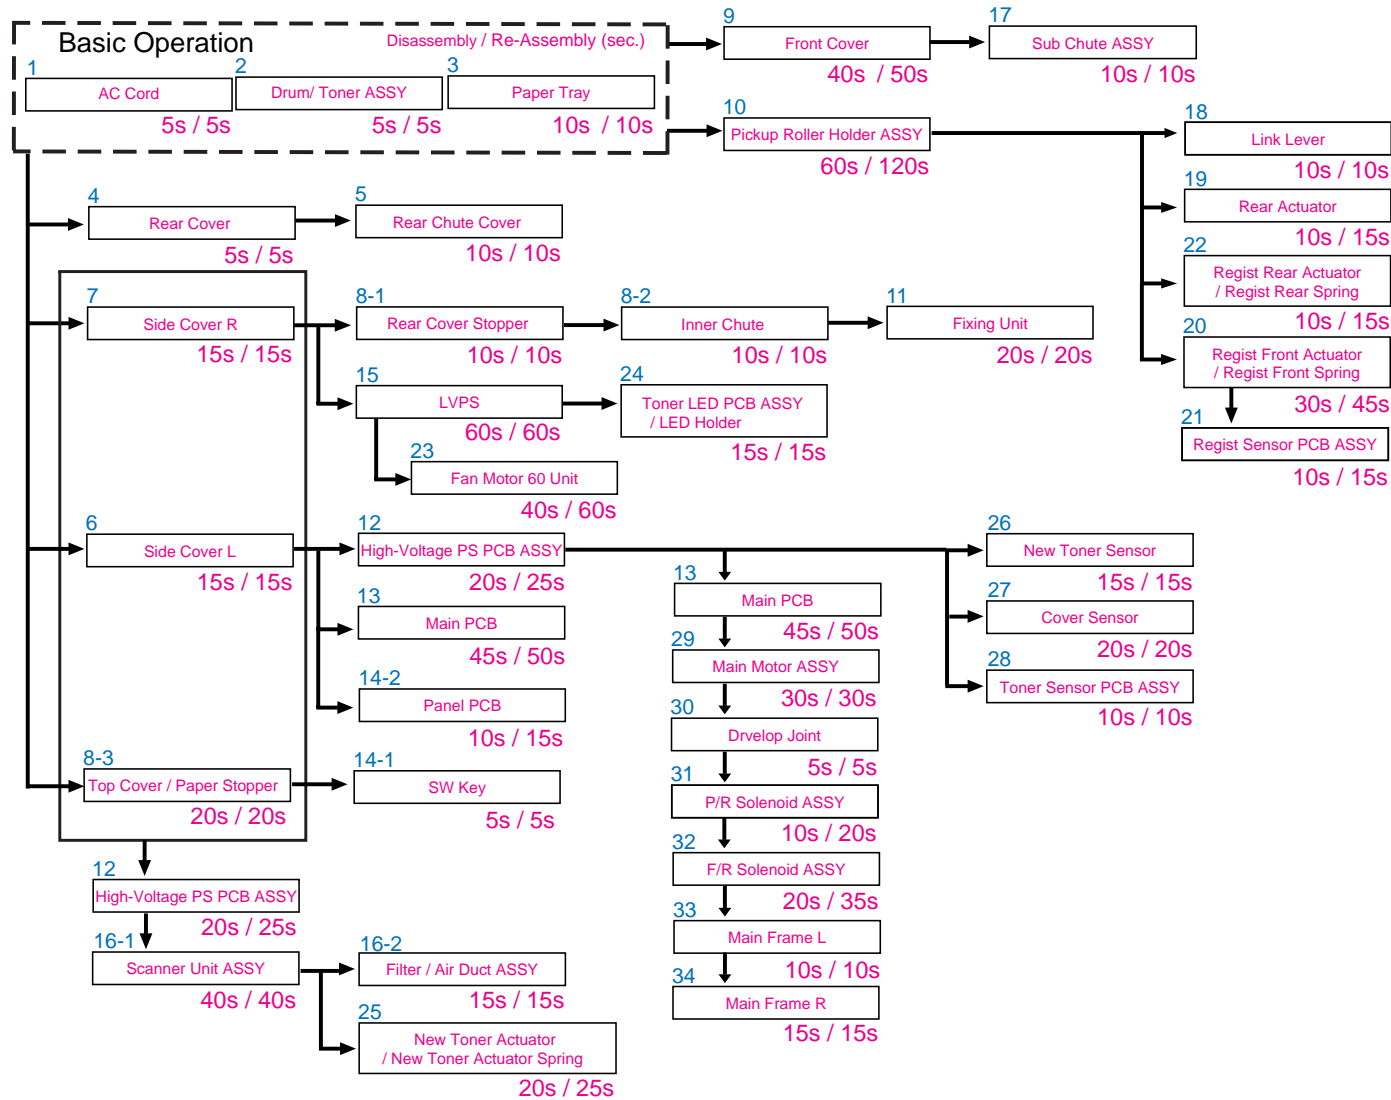 Basic Operation
Disassembly / Re-Assembly (sec.)
1
AC Cord
5s / 5s
2
Drum/ Toner ASSY
5s / 5s
3
Paper Tray
10s / 10s
9
Front Cover
40s / 50s
17
Sub Chute ASSY
10s / 10s
10
Pickup Roller Holder ASSY
60s / 120s
18
Link Lever
10s / 10s
19
Rear Actuator
10s / 15s
22
Regist Rear Actuator
/ Regist Rear Spring
10s / 15s
20
Regist Front Actuator
/ Regist Front Spring
30s / 45s
21
Regist Sensor PCB ASSY
10s / 15s
4
Rear Cover
5s / 5s
5
Rear Chute Cover
10s / 10s
7
Side Cover R
15s / 15s
8-1
Rear Cover Stopper
10s / 10s
8-2
Inner Chute
10s / 10s
11
Fixing Unit
20s / 20s
15
LVPS
60s / 60s
24
Toner LED PCB ASSY
/ LED Holder
15s / 15s
23
Fan Motor 60 Unit
40s / 60s
6
Side Cover L
15s / 15s
12
High-Voltage PS PCB ASSY
20s / 25s
13
Main PCB
45s / 50s
14-2
Panel PCB
10s / 15s
13
Main PCB
45s / 50s
29
Main Motor ASSY
30s / 30s
30
Drvelop Joint
5s / 5s
31
P/R Solenoid ASSY
10s / 20s
32
F/R Solenoid ASSY
20s / 35s
33
Main Frame L
10s / 10s
34
Main Frame R
15s / 15s
26
New Toner Sensor
15s / 15s
27
Cover Sensor
20s / 20s
28
Toner Sensor PCB ASSY
10s / 10s
8-3
Top Cover / Paper Stopper
20s / 20s
14-1
SW Key
5s / 5s
12
High-Voltage PS PCB ASSY
20s / 25s
16-1
Scanner Unit ASSY
40s / 40s
16-2
Filter / Air Duct ASSY
15s / 15s
25
New Toner Actuator
/ New Toner Actuator Spring
20s / 25s